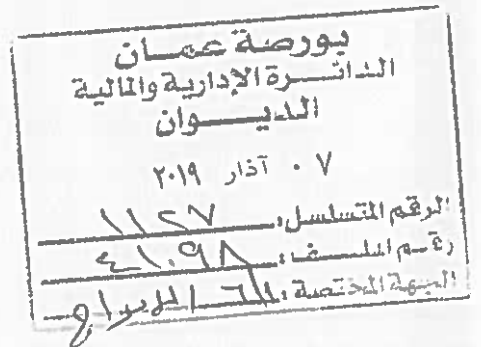 بورصة عمان
الدائرة الإدارية والمالية
الديوان
٠٧ آذار ٢٠١٩
الرقم المتسلسل: ١١٢٧
رقم الملف: ٤١٠٩٨
الجهة المختصة: